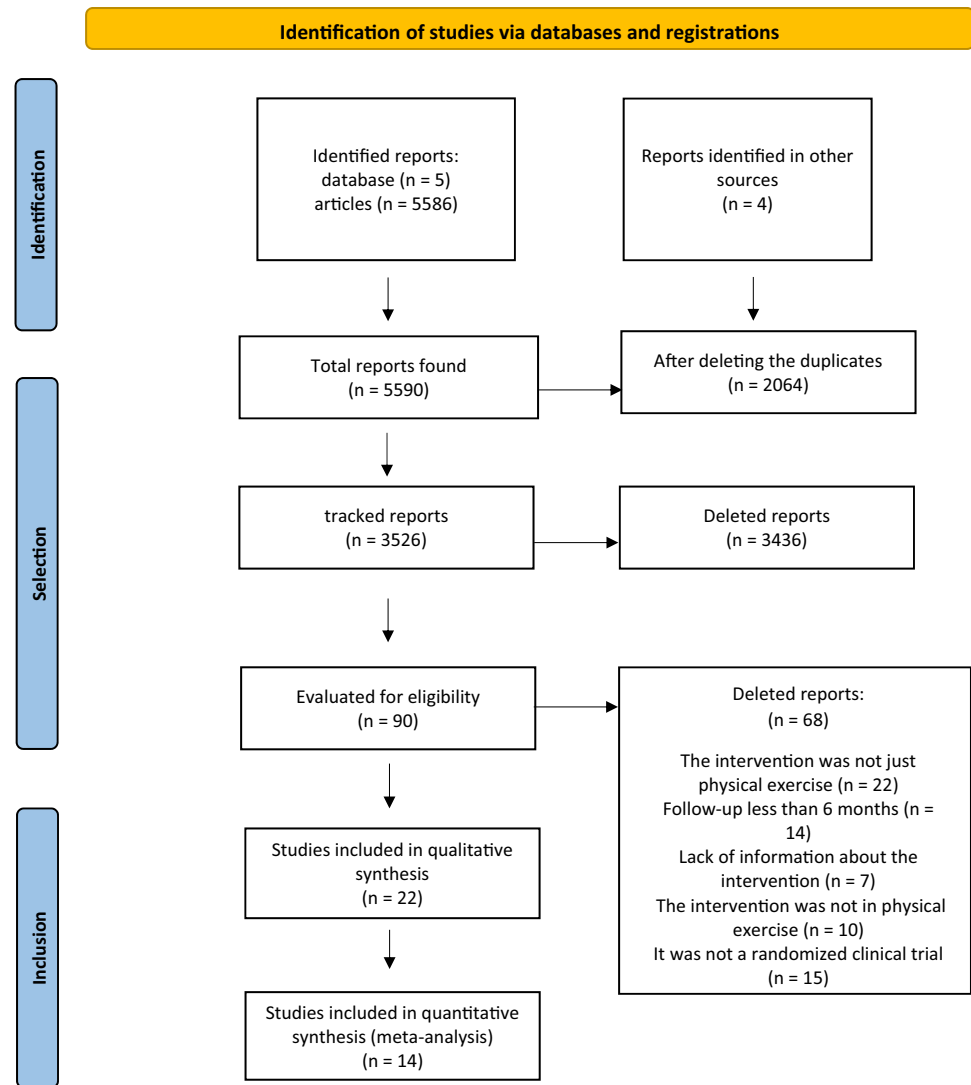 Identification of studies via databases and registrations
Identification
Identified reports:
database (n = 5)
articles (n = 5586)
Reports identified in other
sources
(n = 4)
Total reports found
(n = 5590)
After deleting the duplicates
(n = 2064)
Selection
tracked reports
(n = 3526)
Deleted reports
(n = 3436)
Evaluated for eligibility
(n = 90)
Deleted reports:
(n = 68)
The intervention was not just
physical exercise (n = 22)
Follow-up less than 6 months (n =
14)
Lack of information about the
intervention (n = 7)
The intervention was not in physical
exercise (n = 10)
It was not a randomized clinical trial
(n = 15)
Inclusion
Studies included in qualitative
synthesis
(n = 22)
Studies included in quantitative
synthesis (meta-analysis)
(n = 14)